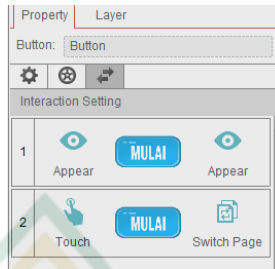 Property Layer
Button: Button
Interaction Setting
1 MULAI
Appear Appear
2 MULAI
Touch Switch Page